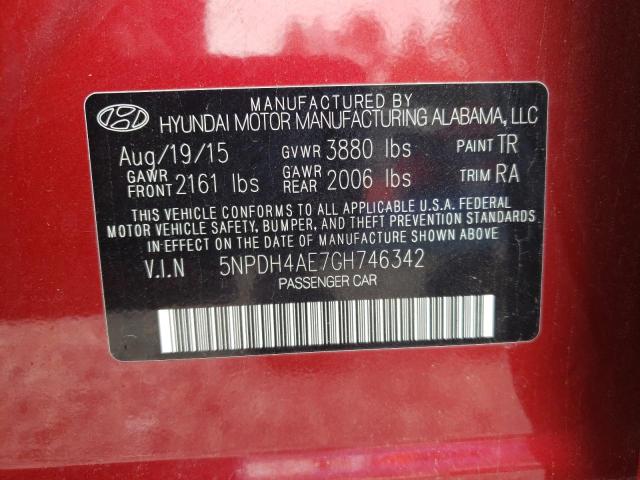 MANUFACTURED BY
HYUNDAI MOTOR MANUFACTURING ALABAMA, LLC
Aug/19/15 GVWR 3880 lbs PAINT TR
GAWR FRONT 2161 lbs GAWR REAR 2006 lbs TRIM RA
THIS VEHICLE CONFORMS TO ALL APPLICABLE U.S.A. FEDERAL
MOTOR VEHICLE SAFETY, BUMPER, AND THEFT PREVENTION STANDARDS
IN EFFECT ON THE DATE OF MANUFACTURE SHOWN ABOVE
V.I.N 5NPDH4AE7GH746342
PASSENGER CAR